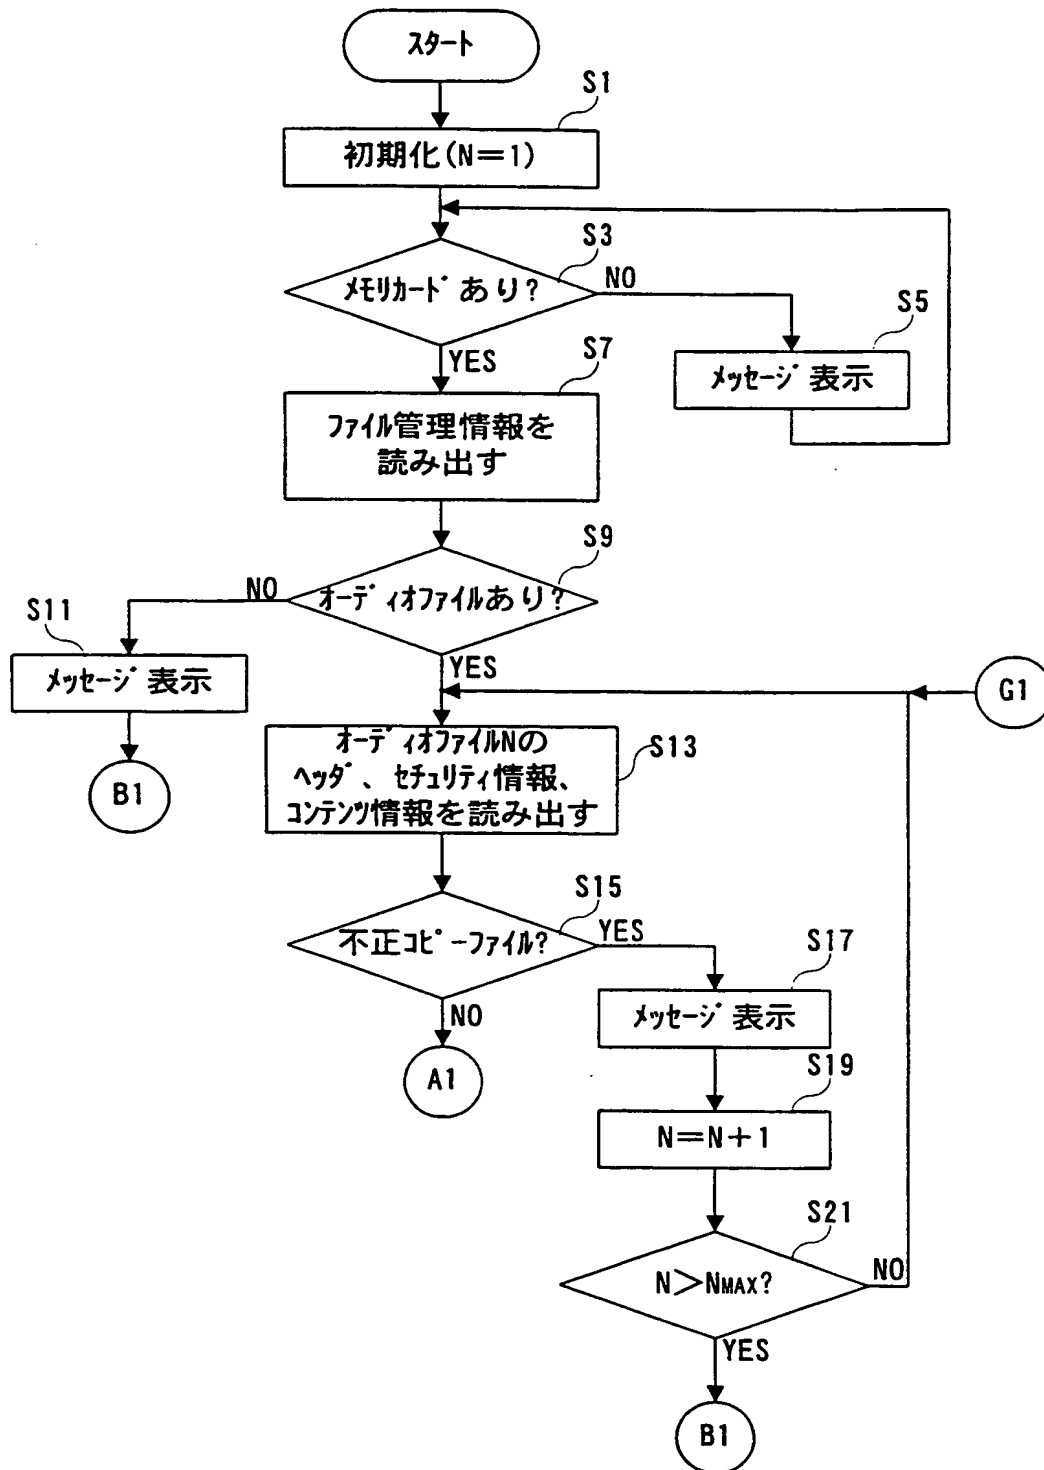 スタート
S1
初期化(N=1)
S3
メモリカードあり?
NO
S5
メッセージ表示
YES
S7
ファイル管理情報を
読み出す
S9
オーディオファイルあり?
NO
S11
メッセージ表示
B1
YES
G1
オーディオファイルNの
ヘッダ、セチュリティ情報、
コンテンツ情報を読み出す
S13
S15
不正コピーファイル?
YES
NO
A1
S17
メッセージ表示
S19
N=N+1
S21
N>NMAX?
NO
YES
B1